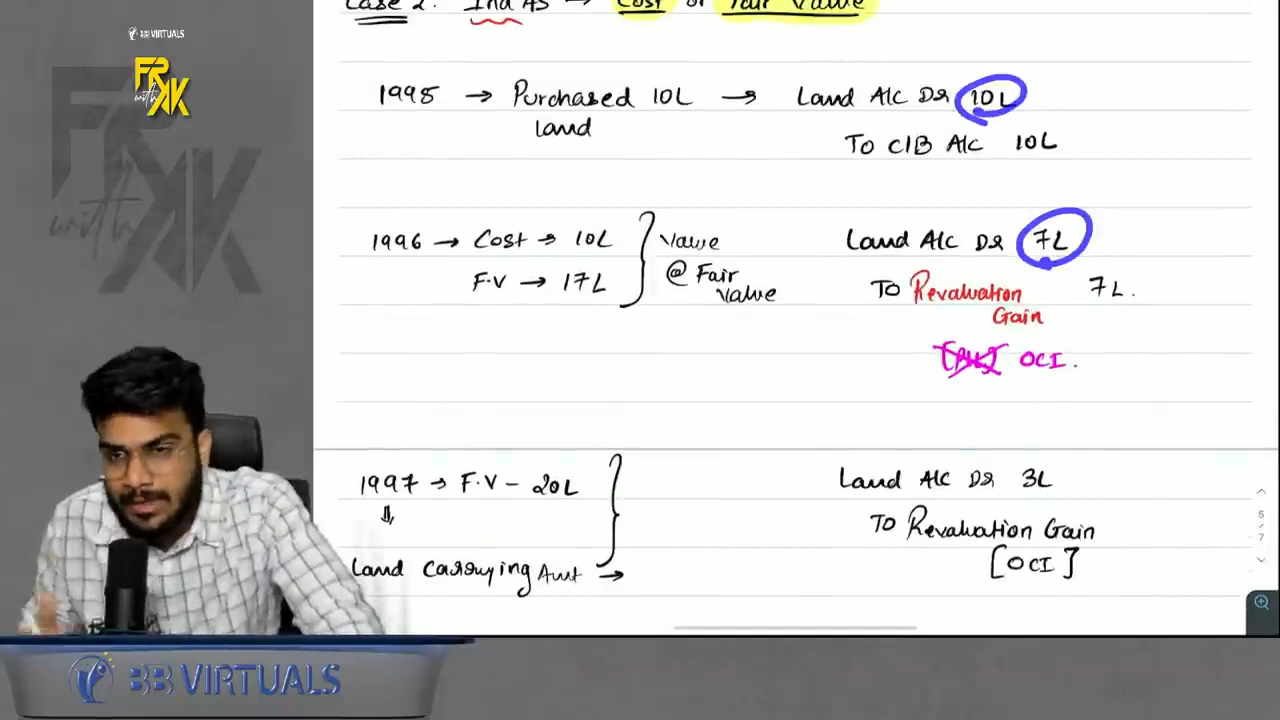 Case 2: Ind AS → Cost or Fair Value
BB VIRTUALS
FR
with KK
1995 → Purchased 10L → Land A/c Dr 10L
land
To C/B A/c 10L
1996 → Cost → 10L
F.V → 17L
Value
@ Fair
Value
Land A/c Dr 7L
To Revaluation 7L.
Gain
[P/L] OCI.
1997 → F.V - 20L
⇓
Land Carrying Amt →
Land A/c Dr 3L
To Revaluation Gain
[OCI]
5
/
7
BB VIRTUALS